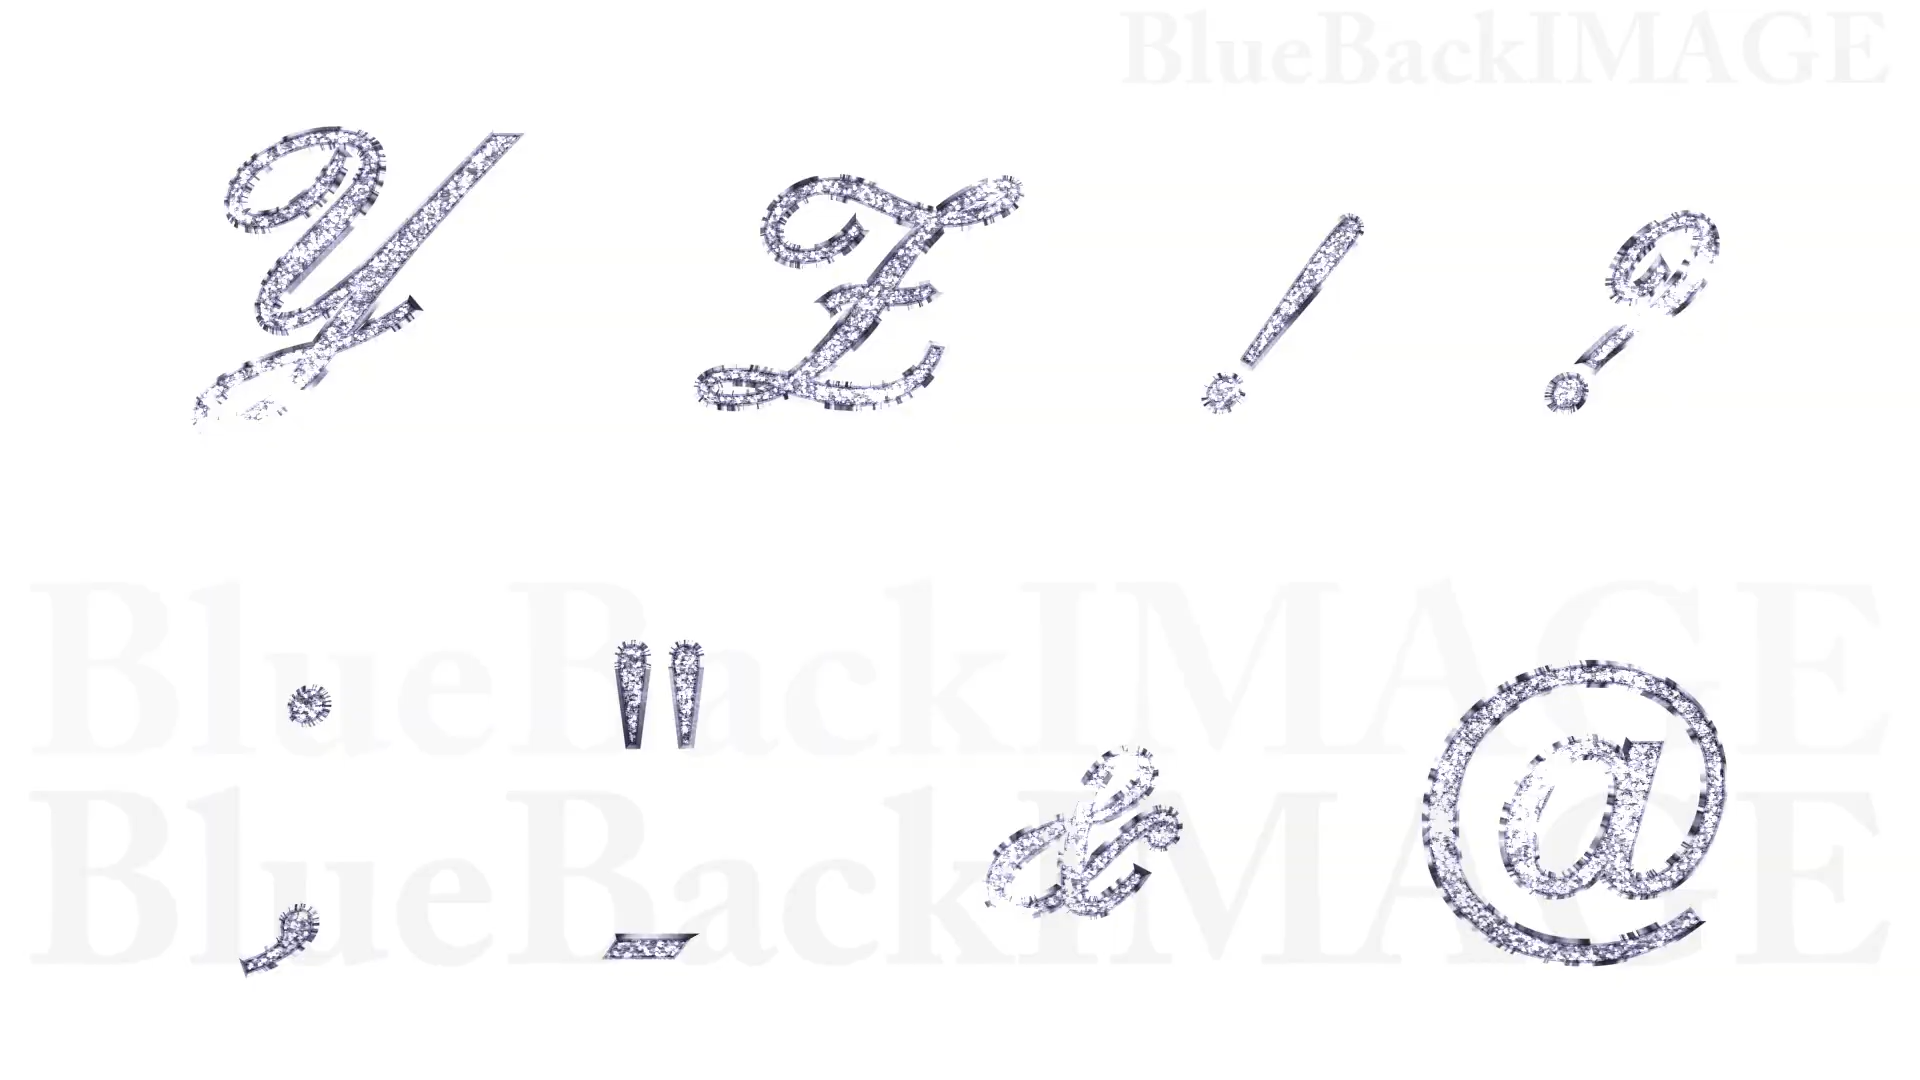 BlueBackIMAGE
Y Z ! ?
BlueBackIMAGE
· " & @
BlueBackIMAGE
, -